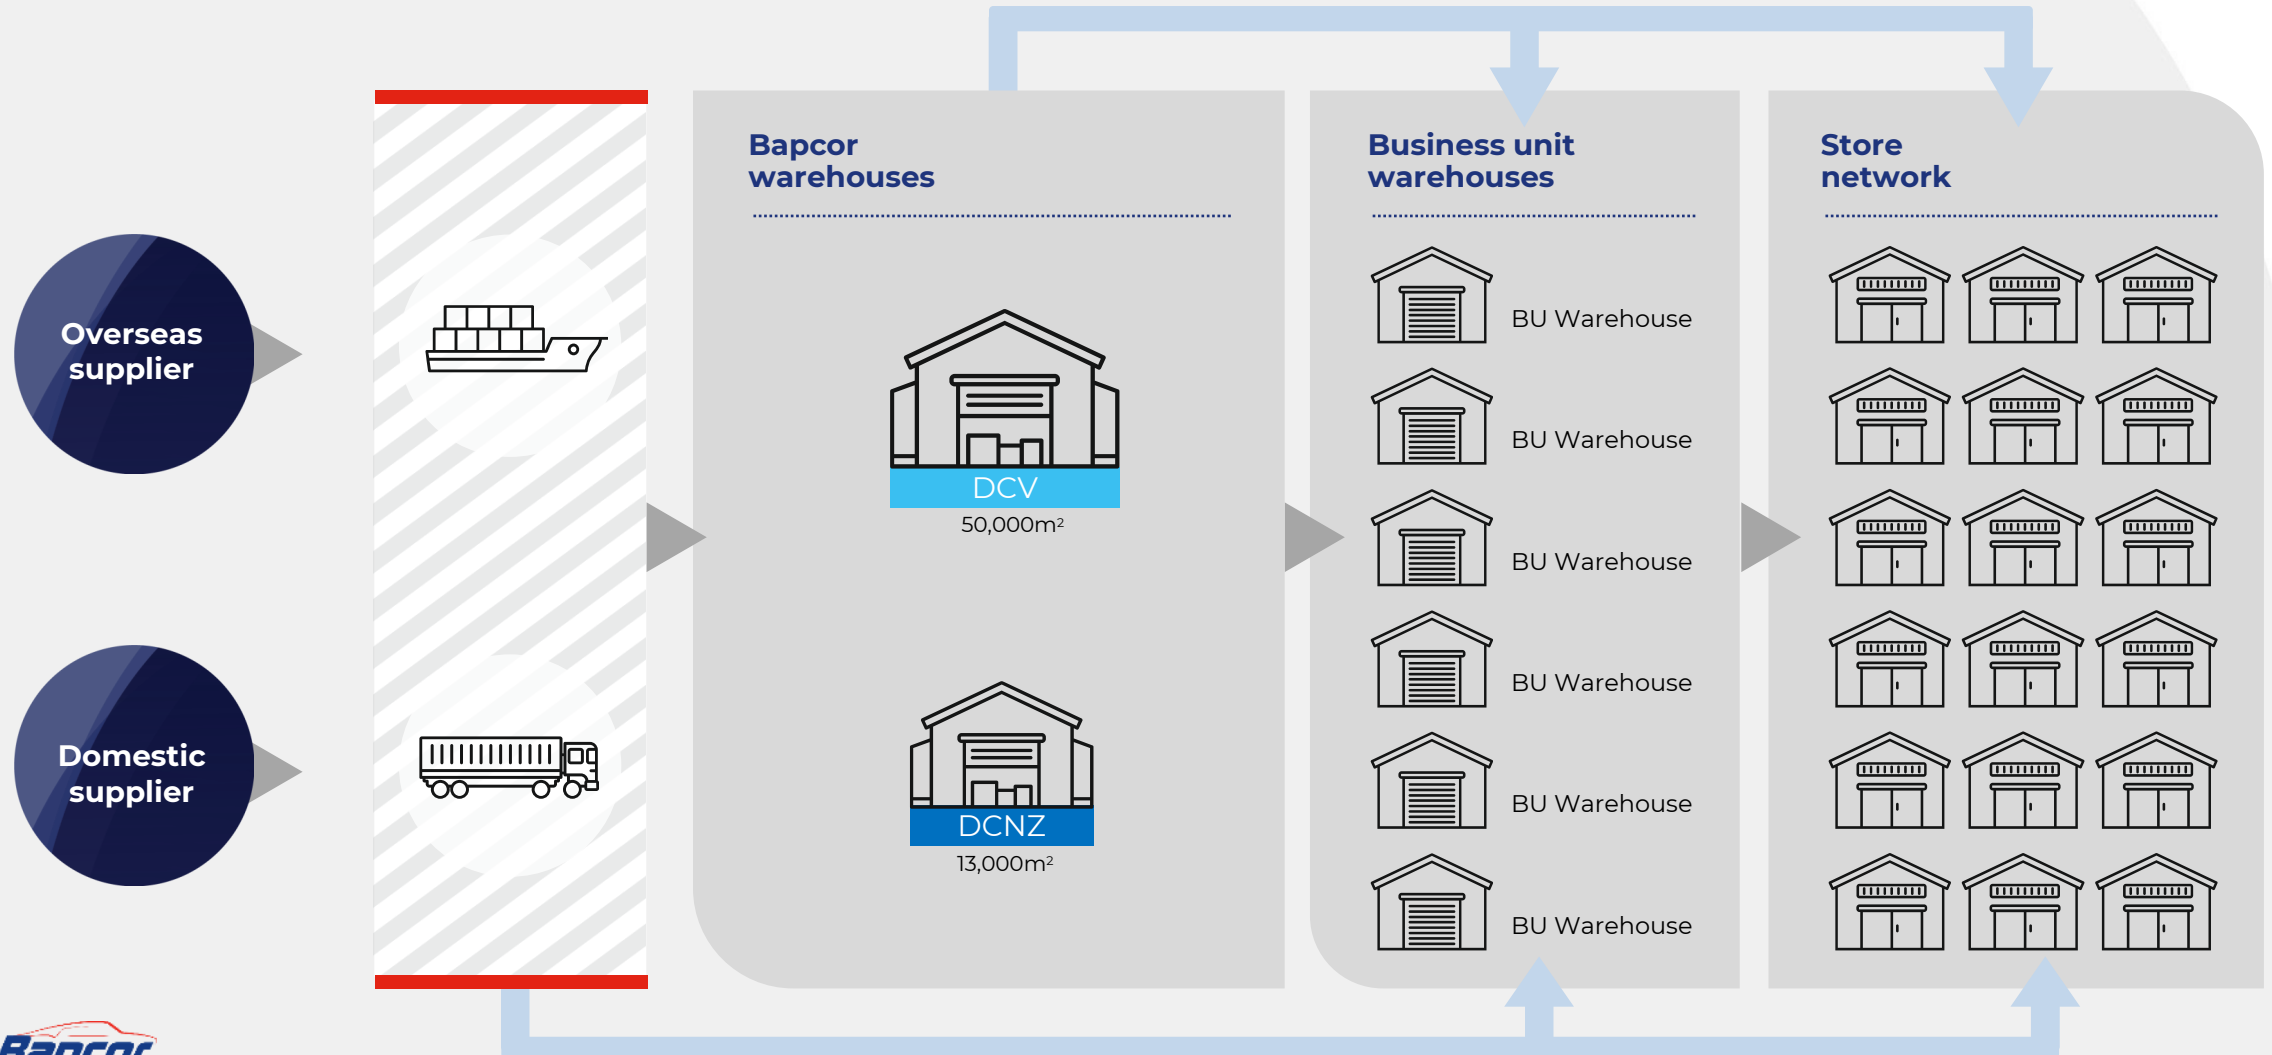 Overseas
supplier
Domestic
supplier
Bapcor
warehouses
DCV
50,000m²
DCNZ
13,000m²
Business unit
warehouses
BU Warehouse
BU Warehouse
BU Warehouse
BU Warehouse
BU Warehouse
BU Warehouse
Store
network
Bapcor